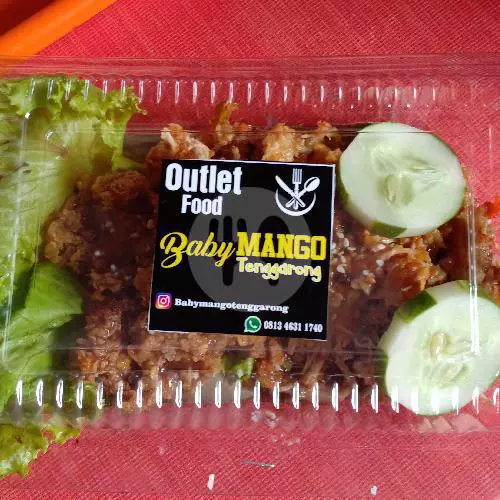 Outlet
Food
Baby MANGO
Tenggarong
Babymangotenggarong
0813 4631 1740